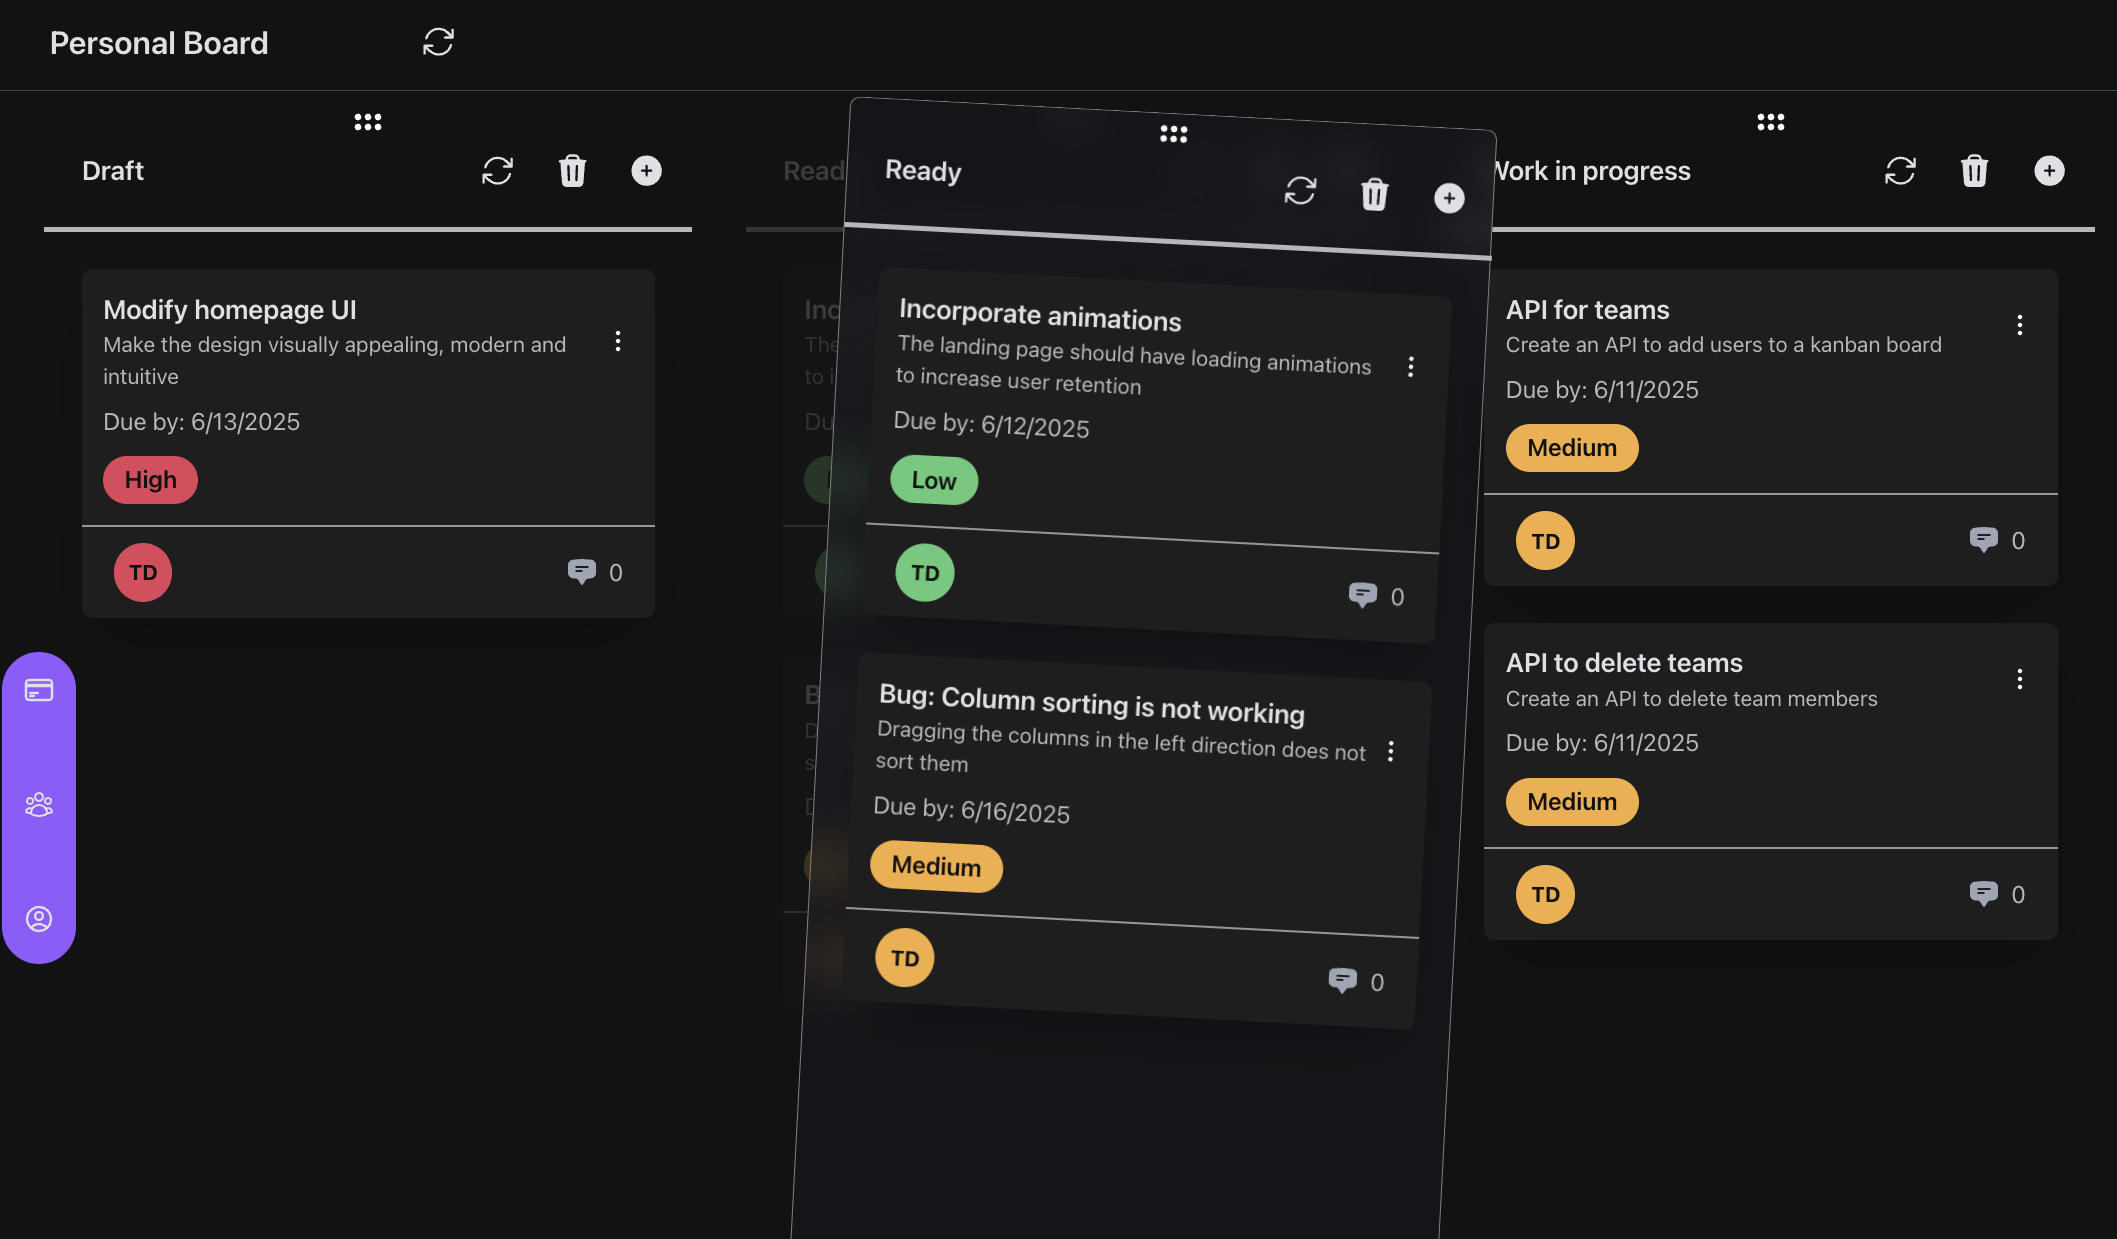 Personal Board
Draft
Modify homepage UI
Make the design visually appealing, modern and
intuitive
Due by: 6/13/2025
High
TD
0
Ready
Incorporate animations
The landing page should have loading animations
to increase user retention
Due by: 6/12/2025
Low
TD
0
Bug: Column sorting is not working
Dragging the columns in the left direction does not
sort them
Due by: 6/16/2025
Medium
TD
0
Work in progress
API for teams
Create an API to add users to a kanban board
Due by: 6/11/2025
Medium
TD
0
API to delete teams
Create an API to delete team members
Due by: 6/11/2025
Medium
TD
0